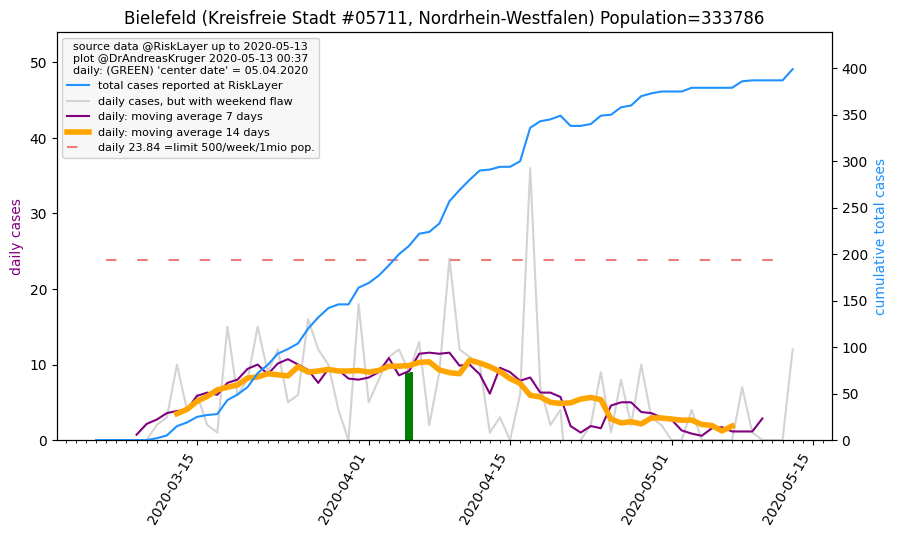 Bielefeld (Kreisfreie Stadt #05711, Nordrhein-Westfalen) Population=333786
source data @RiskLayer up to 2020-05-13
plot @DrAndreasKruger 2020-05-13 00:37
daily: (GREEN) 'center date' = 05.04.2020
total cases reported at RiskLayer
daily cases, but with weekend flaw
daily: moving average 7 days
daily: moving average 14 days
daily 23.84 =limit 500/week/1mio pop.
daily cases
50
40
30
20
10
0
cumulative total cases
400
350
300
250
200
150
100
50
0
2020-03-15
2020-04-01
2020-04-15
2020-05-01
2020-05-15